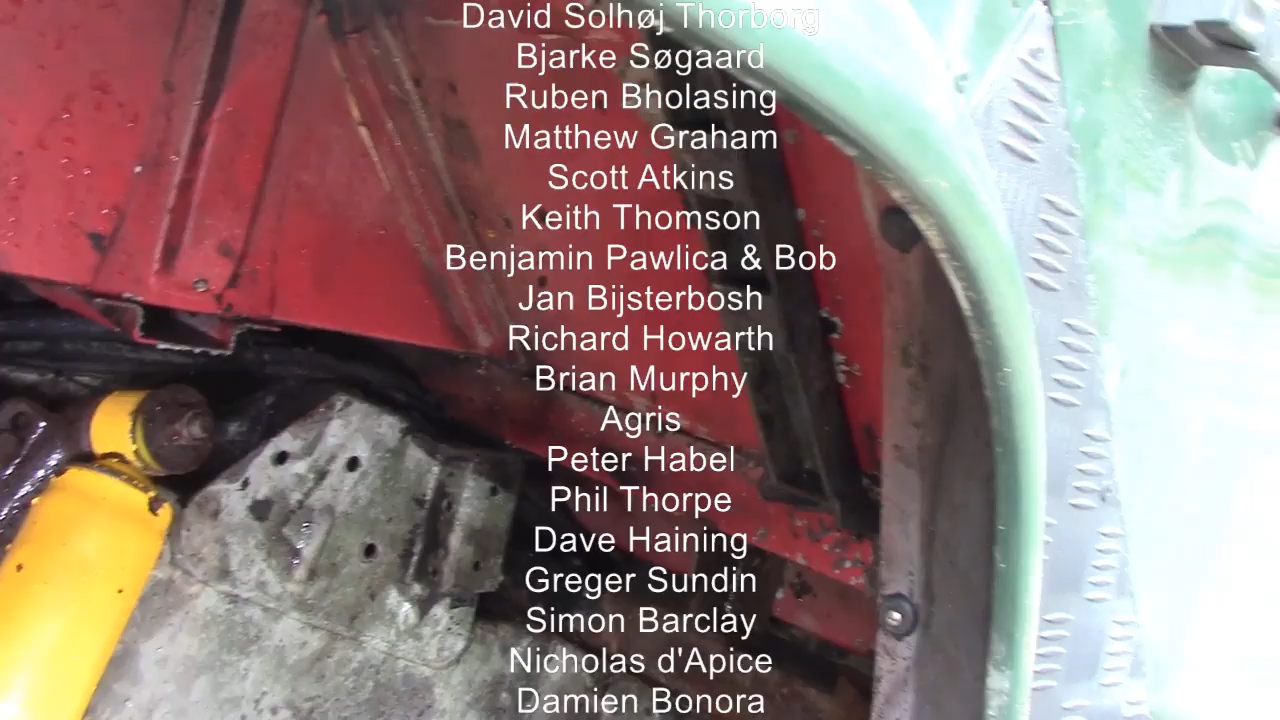 David Solhøj Thorborg
Bjarke Søgaard
Ruben Bholasing
Matthew Graham
Scott Atkins
Keith Thomson
Benjamin Pawlica & Bob
Jan Bijsterbosh
Richard Howarth
Brian Murphy
Agris
Peter Habel
Phil Thorpe
Dave Haining
Greger Sundin
Simon Barclay
Nicholas d'Apice
Damien Bonora